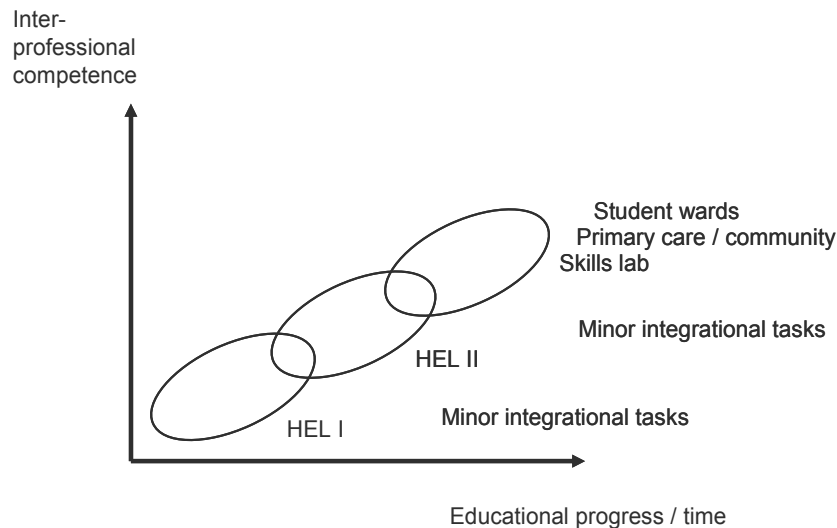 Inter-
professional
competence
Student wards
Primary care / community
Skills lab
Minor integrational tasks
HEL II
Minor integrational tasks
HEL I
Educational progress / time